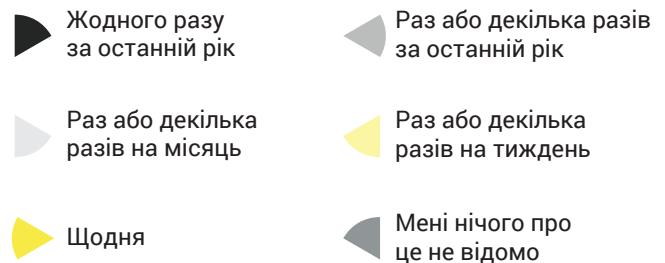 Жодного разу
за останній рік
Раз або декілька разів
за останній рік
Раз або декілька
разів на місяць
Раз або декілька
разів на тиждень
Щодня
Мені нічого про
це не відомо